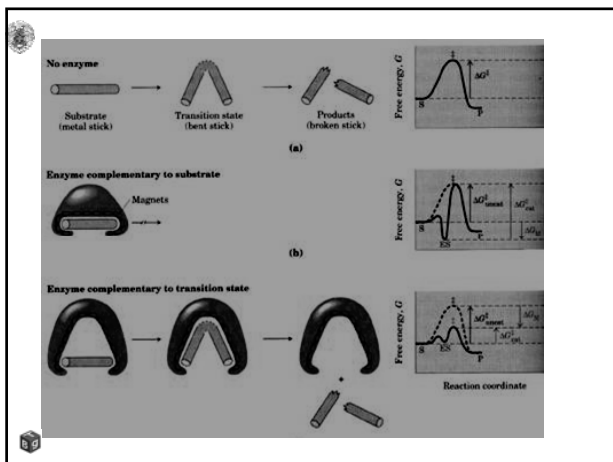 No enzyme
Substrate
(metal stick)
Transition state
(bent stick)
Products
(broken stick)
Free energy, G
‡
ΔG‡
S
P
(a)
Enzyme complementary to substrate
Magnets
Free energy, G
‡
ΔG‡uncat
ΔG‡cat
ΔGM
S
ES
P
(b)
Enzyme complementary to transition state
+
Free energy, G
‡
‡
ΔG‡uncat
ΔGM
ΔG‡cat
S
ES
P
Reaction coordinate